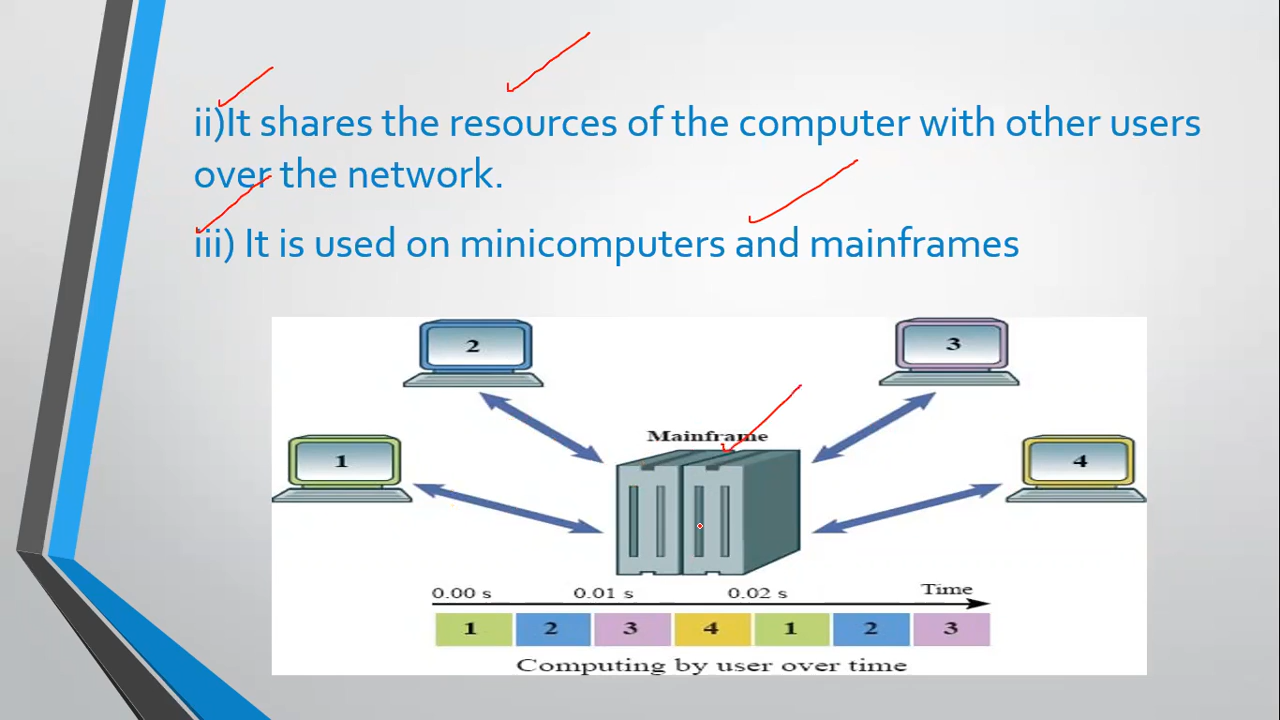 ii)It shares the resources of the computer with other users
over the network.
iii) It is used on minicomputers and mainframes
2
3
Mainframe
1
4
0.00 s 0.01 s 0.02 s Time
1 2 3 4 1 2 3
Computing by user over time